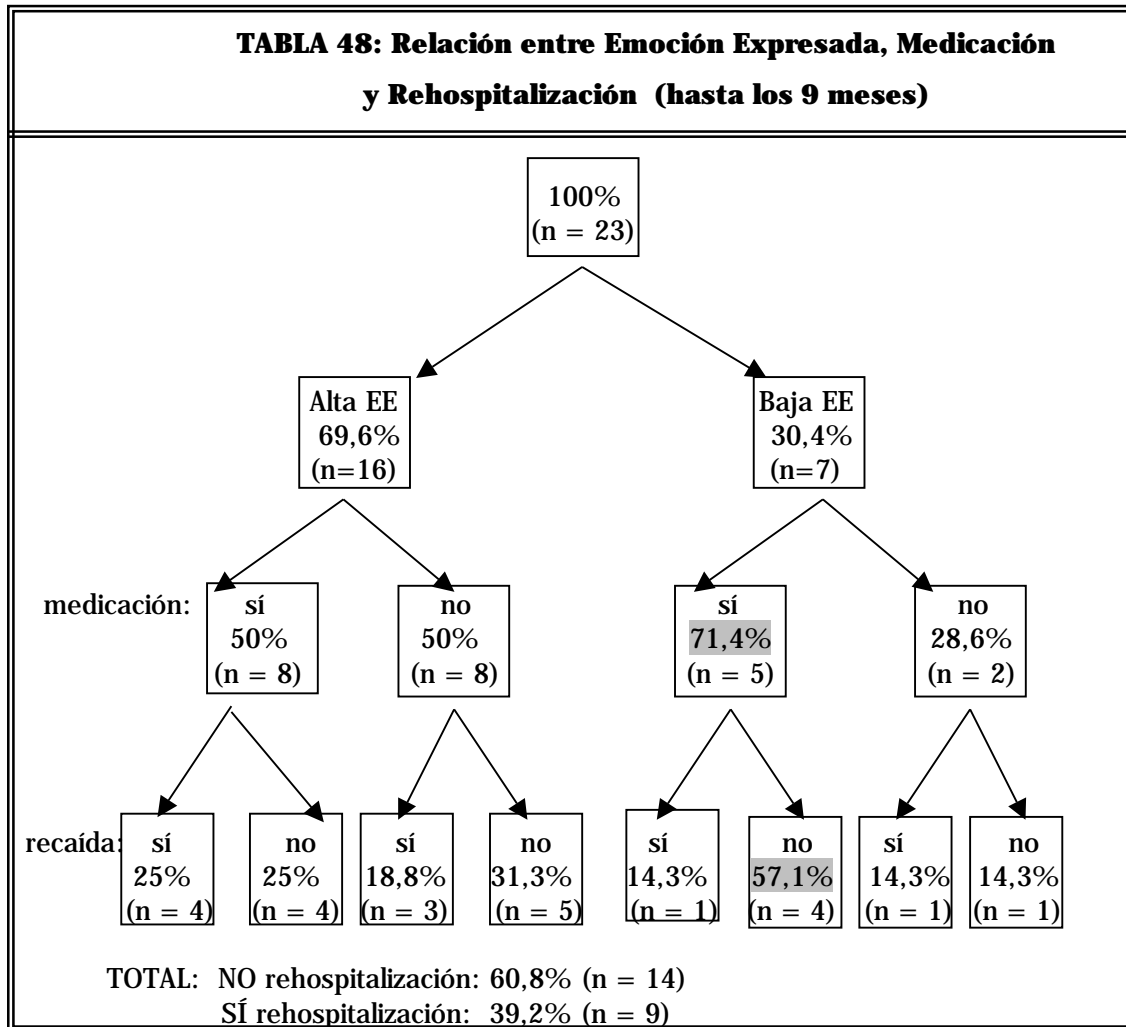 TABLA 48: Relación entre Emoción Expresada, Medicación
y Rehospitalización (hasta los 9 meses)
100%
(n = 23)
Alta EE
69,6%
(n=16)
Baja EE
30,4%
(n=7)
medicación:
sí
50%
(n = 8)
no
50%
(n = 8)
sí
71,4%
(n = 5)
no
28,6%
(n = 2)
recaída:
sí
25%
(n = 4)
no
25%
(n = 4)
sí
18,8%
(n = 3)
no
31,3%
(n = 5)
sí
14,3%
(n = 1)
no
57,1%
(n = 4)
sí
14,3%
(n = 1)
no
14,3%
(n = 1)
TOTAL: NO rehospitalización: 60,8% (n = 14)
SÍ rehospitalización: 39,2% (n = 9)